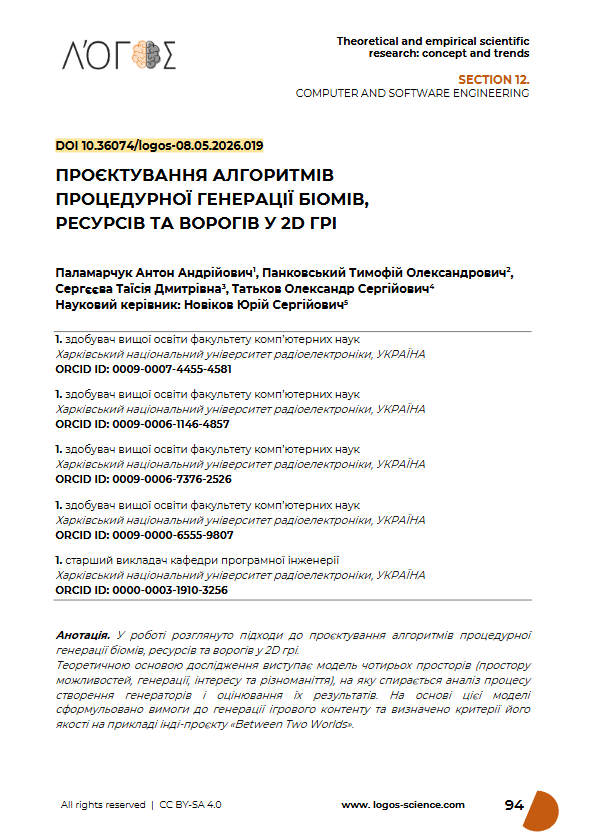 ΛΌΓΟΣ
Theoretical and empirical scientific
research: concept and trends
SECTION 12.
COMPUTER AND SOFTWARE ENGINEERING
DOI 10.36074/logos-08.05.2026.019
ПРОЄКТУВАННЯ АЛГОРИТМІВ
ПРОЦЕДУРНОЇ ГЕНЕРАЦІЇ БІОМІВ,
РЕСУРСІВ ТА ВОРОГІВ У 2D ГРІ
Паламарчук Антон Андрійович¹, Панковський Тимофій Олександрович²,
Сергєєва Таїсія Дмитрівна³, Татьков Олександр Сергійович⁴
Науковий керівник: Новіков Юрій Сергійович⁵
1. здобувач вищої освіти факультету комп’ютерних наук
Харківський національний університет радіоелектроніки, УКРАЇНА
ORCID ID: 0009-0007-4455-4581
1. здобувач вищої освіти факультету комп’ютерних наук
Харківський національний університет радіоелектроніки, УКРАЇНА
ORCID ID: 0009-0006-1146-4857
1. здобувач вищої освіти факультету комп’ютерних наук
Харківський національний університет радіоелектроніки, УКРАЇНА
ORCID ID: 0009-0006-7376-2526
1. здобувач вищої освіти факультету комп’ютерних наук
Харківський національний університет радіоелектроніки, УКРАЇНА
ORCID ID: 0009-0000-6555-9807
1. старший викладач кафедри програмної інженерії
Харківський національний університет радіоелектроніки, УКРАЇНА
ORCID ID: 0000-0003-1910-3256
Анотація. У роботі розглянуто підходи до проєктування алгоритмів процедурної
генерації біомів, ресурсів та ворогів у 2D грі.
Теоретичною основою дослідження виступає модель чотирьох просторів (простору
можливостей, генерації, інтересу та різноманіття), на яку спирається аналіз процесу
створення генераторів і оцінювання їх результатів. На основі цієї моделі
сформульовано вимоги до генерації ігрового контенту та визначено критерії його
якості на прикладі інді-проєкту «Between Two Worlds».
All rights reserved | CC BY-SA 4.0
www. logos-science.com
94